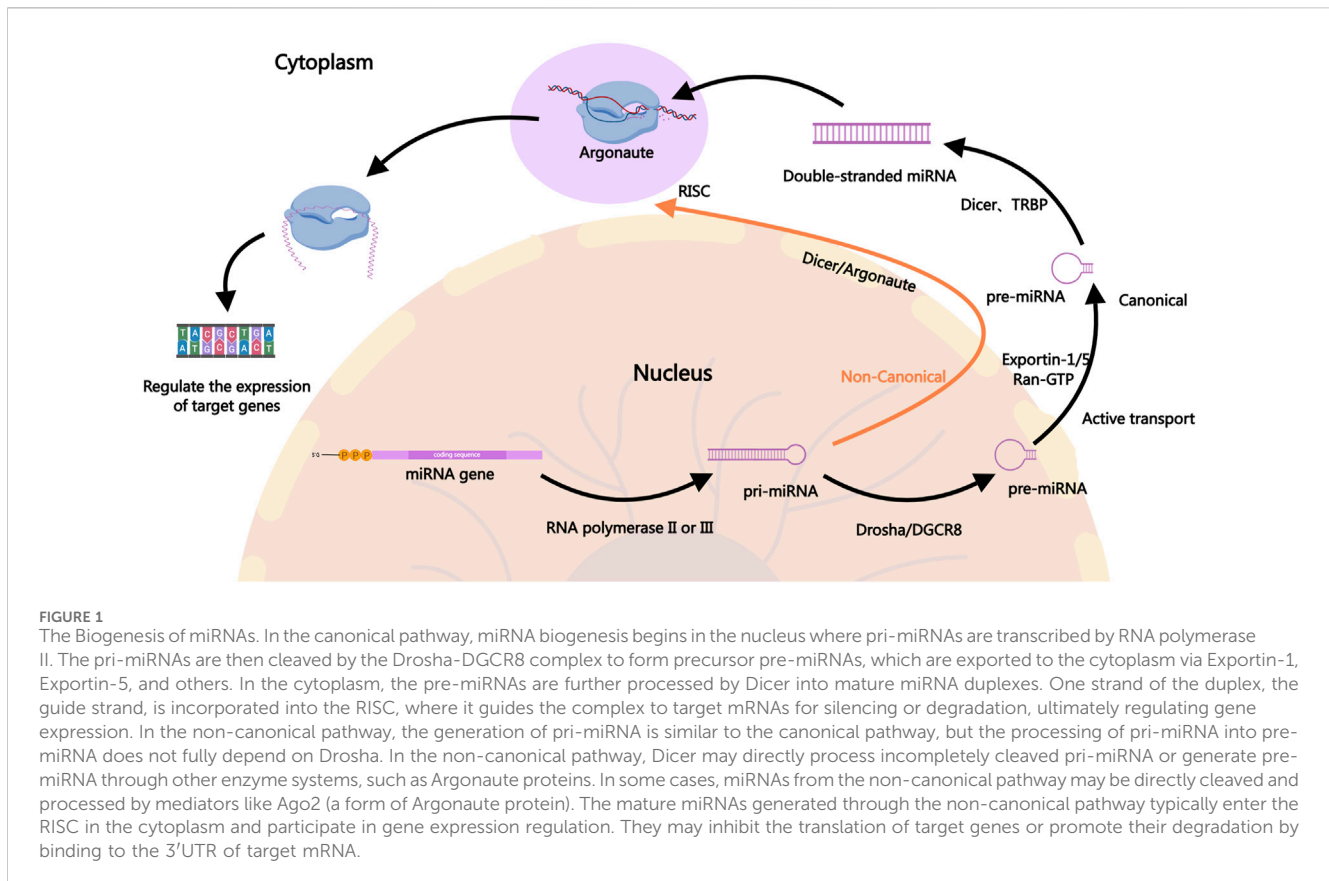 Cytoplasm
Argonaute
RISC
Double-stranded miRNA
Dicer、TRBP
pre-miRNA
Canonical
Exportin-1/5
Ran-GTP
Active transport
Dicer/Argonaute
Non-Canonical
Nucleus
T A C G C T G A
A T G C G A C T
Regulate the expression
of target genes
P P P
coding sequence
miRNA gene
RNA polymerase Ⅱ or Ⅲ
pri-miRNA
Drosha/DGCR8
pre-miRNA
FIGURE 1
The Biogenesis of miRNAs. In the canonical pathway, miRNA biogenesis begins in the nucleus where pri-miRNAs are transcribed by RNA polymerase
II. The pri-miRNAs are then cleaved by the Drosha-DGCR8 complex to form precursor pre-miRNAs, which are exported to the cytoplasm via Exportin-1,
Exportin-5, and others. In the cytoplasm, the pre-miRNAs are further processed by Dicer into mature miRNA duplexes. One strand of the duplex, the
guide strand, is incorporated into the RISC, where it guides the complex to target mRNAs for silencing or degradation, ultimately regulating gene
expression. In the non-canonical pathway, the generation of pri-miRNA is similar to the canonical pathway, but the processing of pri-miRNA into pre-
miRNA does not fully depend on Drosha. In the non-canonical pathway, Dicer may directly process incompletely cleaved pri-miRNA or generate pre-
miRNA through other enzyme systems, such as Argonaute proteins. In some cases, miRNAs from the non-canonical pathway may be directly cleaved and
processed by mediators like Ago2 (a form of Argonaute protein). The mature miRNAs generated through the non-canonical pathway typically enter the
RISC in the cytoplasm and participate in gene expression regulation. They may inhibit the translation of target genes or promote their degradation by
binding to the 3′UTR of target mRNA.